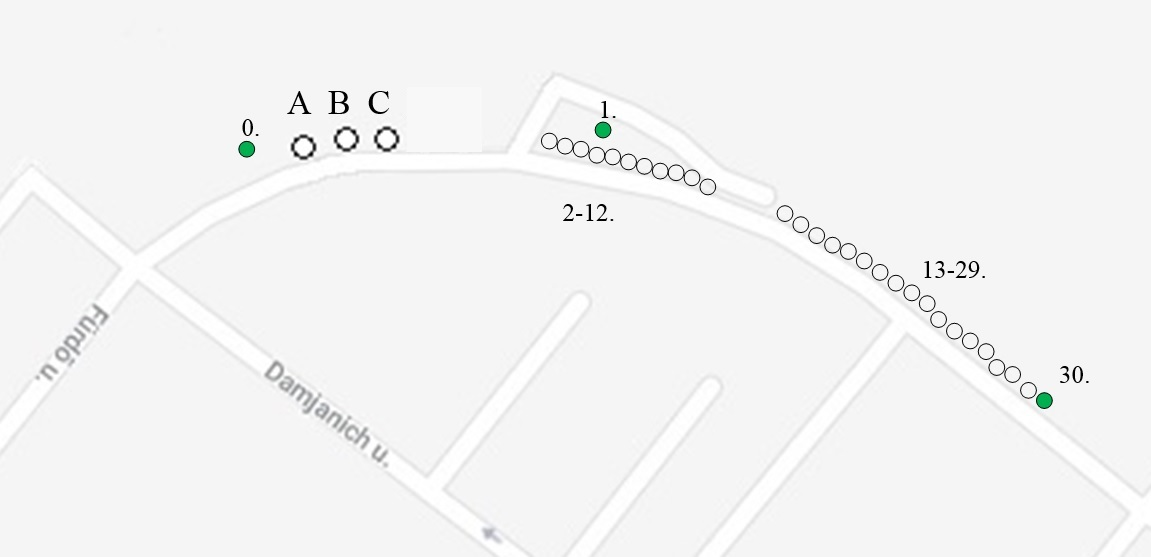 A B C
0.
1.
2-12.
13-29.
30.
Fürdő u.
Damjanich u.